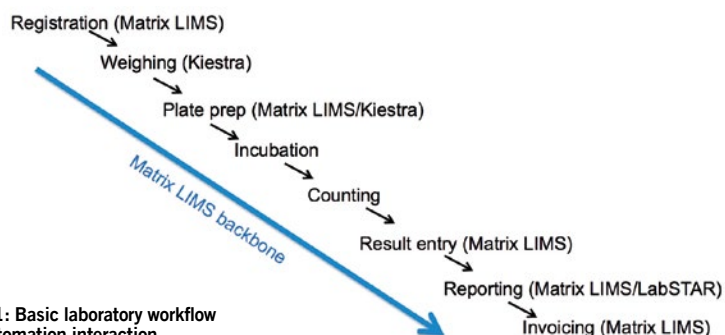 Registration (Matrix LIMS)
Weighing (Kiestra)
Plate prep (Matrix LIMS/Kiestra)
Incubation
Counting
Result entry (Matrix LIMS)
Reporting (Matrix LIMS/LabSTAR)
Invoicing (Matrix LIMS)
Matrix LIMS backbone
1: Basic laboratory workflow
tomation interaction